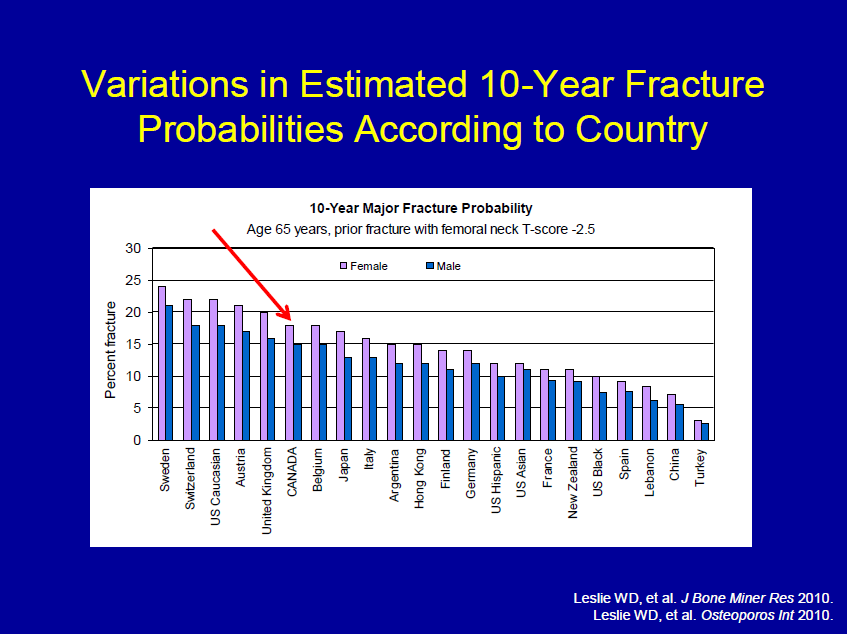 Variations in Estimated 10-Year Fracture
Probabilities According to Country
10-Year Major Fracture Probability
Age 65 years, prior fracture with femoral neck T-score -2.5
Female
Male
Percent fracture
30
25
20
15
10
5
0
Sweden
Switzerland
US Caucasian
Austria
United Kingdom
CANADA
Belgium
Japan
Italy
Argentina
Hong Kong
Finland
Germany
US Hispanic
US Asian
France
New Zealand
US Black
Spain
Lebanon
China
Turkey
Leslie WD, et al. J Bone Miner Res 2010.
Leslie WD, et al. Osteoporos Int 2010.